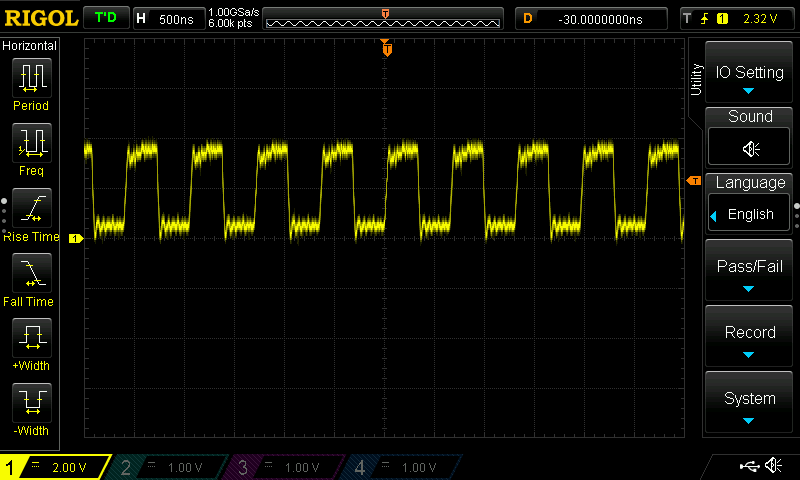 RIGOL T'D H 500ns 1.00GSa/s 6.00k pts T D -30.0000000ns T 1 2.32 V
Horizontal
Period
Freq
Rise Time
Fall Time
+Width
-Width
T
T
1
Utility
IO Setting
Sound
Language
English
Pass/Fail
Record
System
1 2.00 V 2 1.00 V 3 1.00 V 4 1.00 V